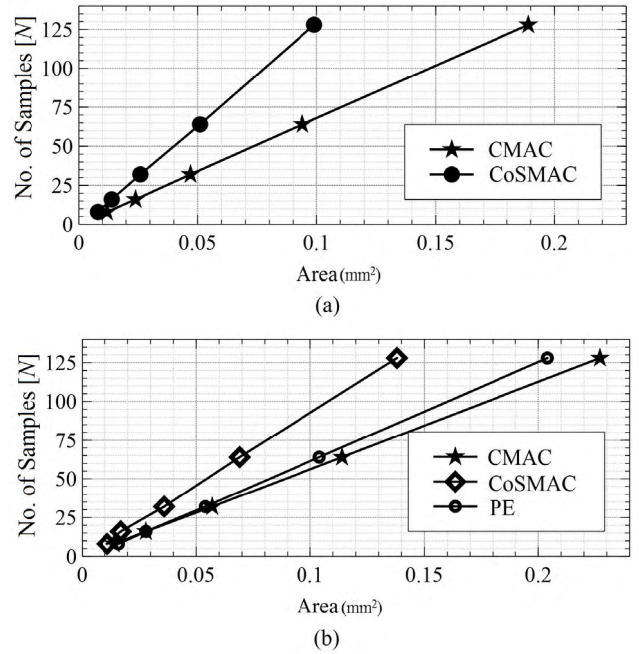 125
100
75
50
25
0
No. of Samples [N]
CMAC
CoSMAC
0 0.05 0.1 0.15 0.2
Area(mm²)
(a)
125
100
75
50
25
0
No. of Samples [N]
CMAC
CoSMAC
PE
0 0.05 0.1 0.15 0.2
Area(mm²)
(b)